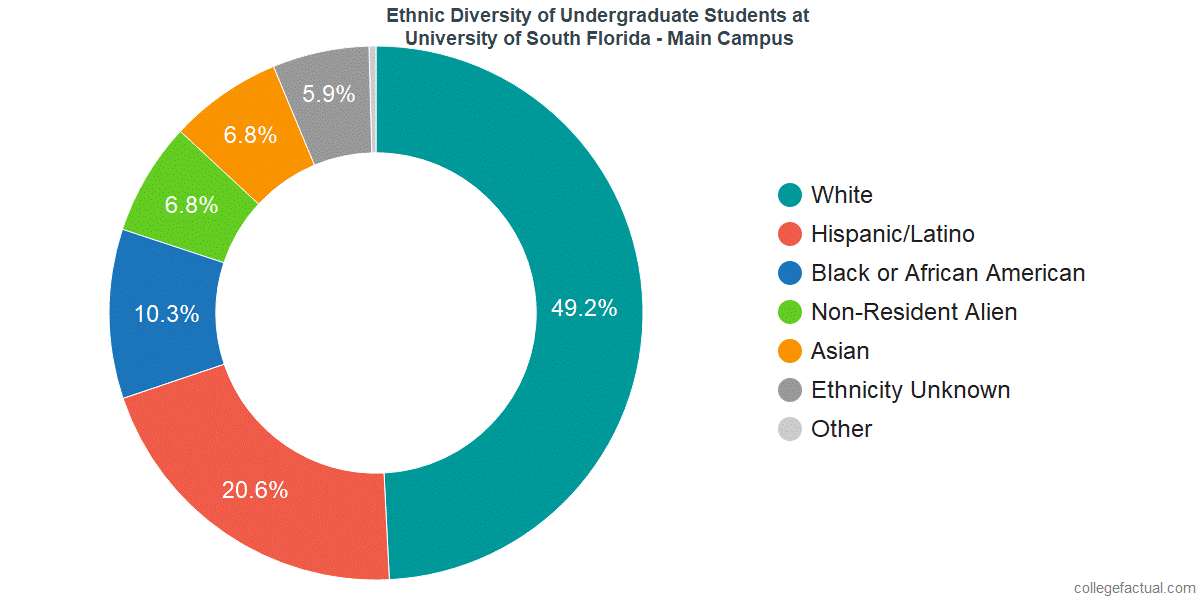 Ethnic Diversity of Undergraduate Students at
University of South Florida - Main Campus
5.9%
6.8%
6.8%
10.3%
49.2%
20.6%
White
Hispanic/Latino
Black or African American
Non-Resident Alien
Asian
Ethnicity Unknown
Other
collegefactual.com